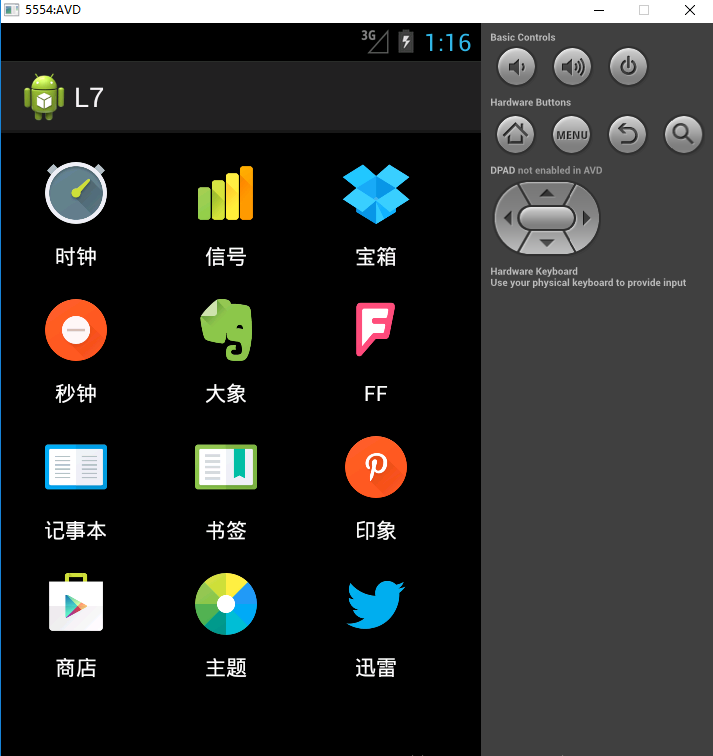 5554:AVD
3G
1:16
L7
时钟
信号
宝箱
秒钟
大象
FF
记事本
书签
印象
商店
主题
迅雷
Basic Controls
Hardware Buttons
MENU
DPAD not enabled in AVD
Hardware Keyboard
Use your physical keyboard to provide input